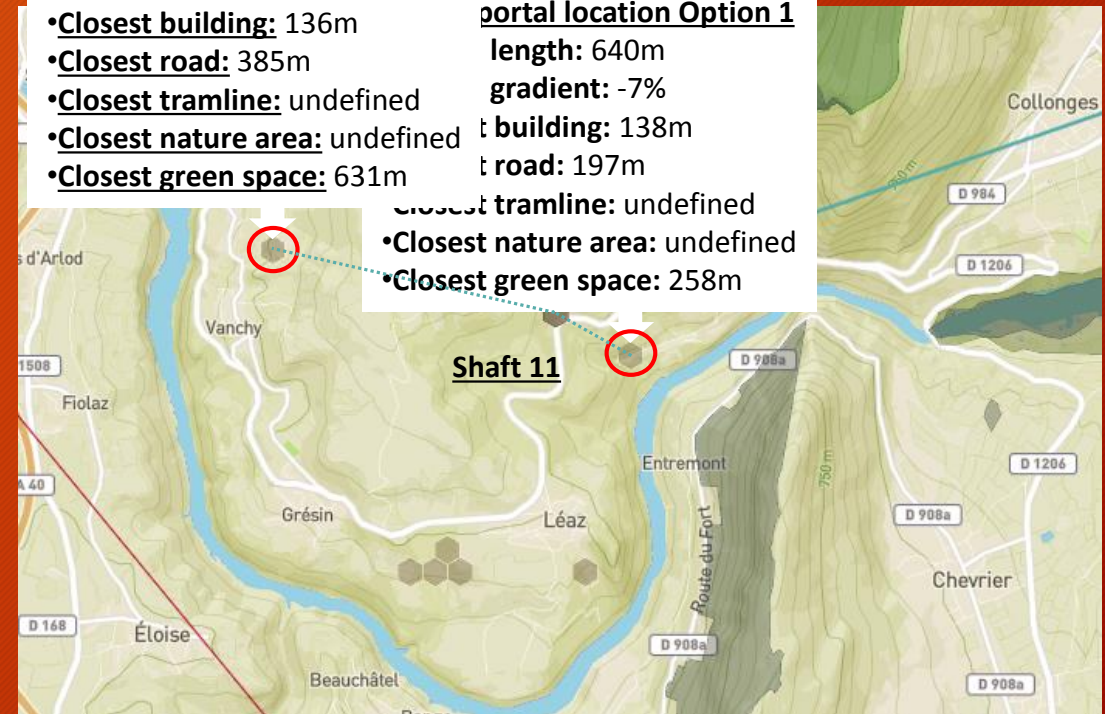 •Closest building: 136m
•Closest road: 385m
•Closest tramline: undefined
•Closest nature area: undefined
•Closest green space: 631m
portal location Option 1
length: 640m
gradient: -7%
t building: 138m
t road: 197m
Closest tramline: undefined
•Closest nature area: undefined
•Closest green space: 258m
Collonges
750 m
D 984
s d'Arlod
D 1206
Vanchy
1508
Shaft 11
D 908a
Fiolaz
Entremont
750 m
D 1206
A 40
Grésin
Léaz
D 908a
Route du Fort
Chevrier
D 168
Éloise
D 908a
Beauchâtel
D 908a